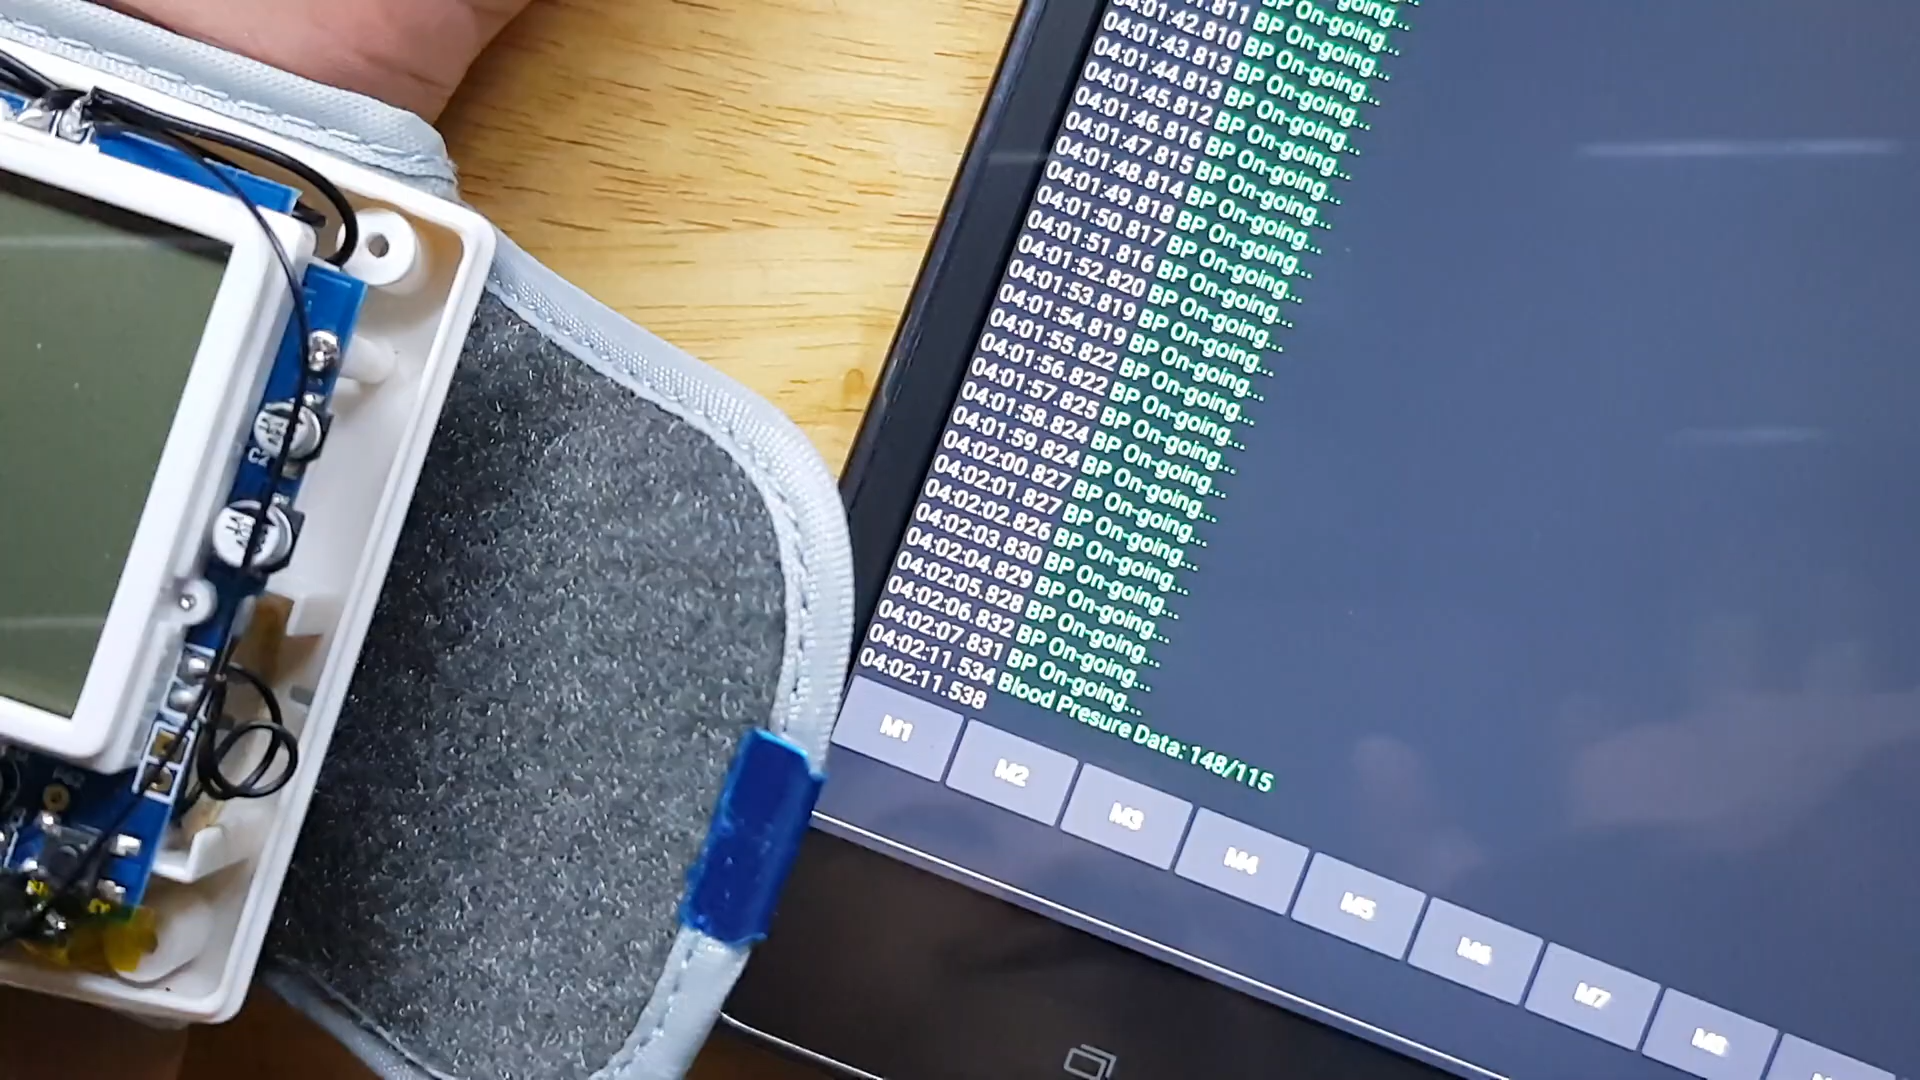 BP On-going...
.811 BP On-going...
04:01:42.810 BP On-going...
04:01:43.813 BP On-going...
04:01:44.813 BP On-going...
04:01:45.812 BP On-going...
04:01:46.816 BP On-going...
04:01:47.815 BP On-going...
04:01:48.814 BP On-going...
04:01:49.818 BP On-going...
04:01:50.817 BP On-going...
04:01:51.816 BP On-going...
04:01:52.820 BP On-going...
04:01:53.819 BP On-going...
04:01:54.819 BP On-going...
04:01:55.822 BP On-going...
04:01:56.822 BP On-going...
04:01:57.825 BP On-going...
04:01:58.824 BP On-going...
04:01:59.824 BP On-going...
04:02:00.827 BP On-going...
04:02:01.827 BP On-going...
04:02:02.826 BP On-going...
04:02:03.830 BP On-going...
04:02:04.829 BP On-going...
04:02:05.828 BP On-going...
04:02:06.832 BP On-going...
04:02:07.831 BP On-going...
04:02:11.534 Blood Presure Data: 148/115
04:02:11.538
M1 M2 M3 M4 M5 M6 M7 M8